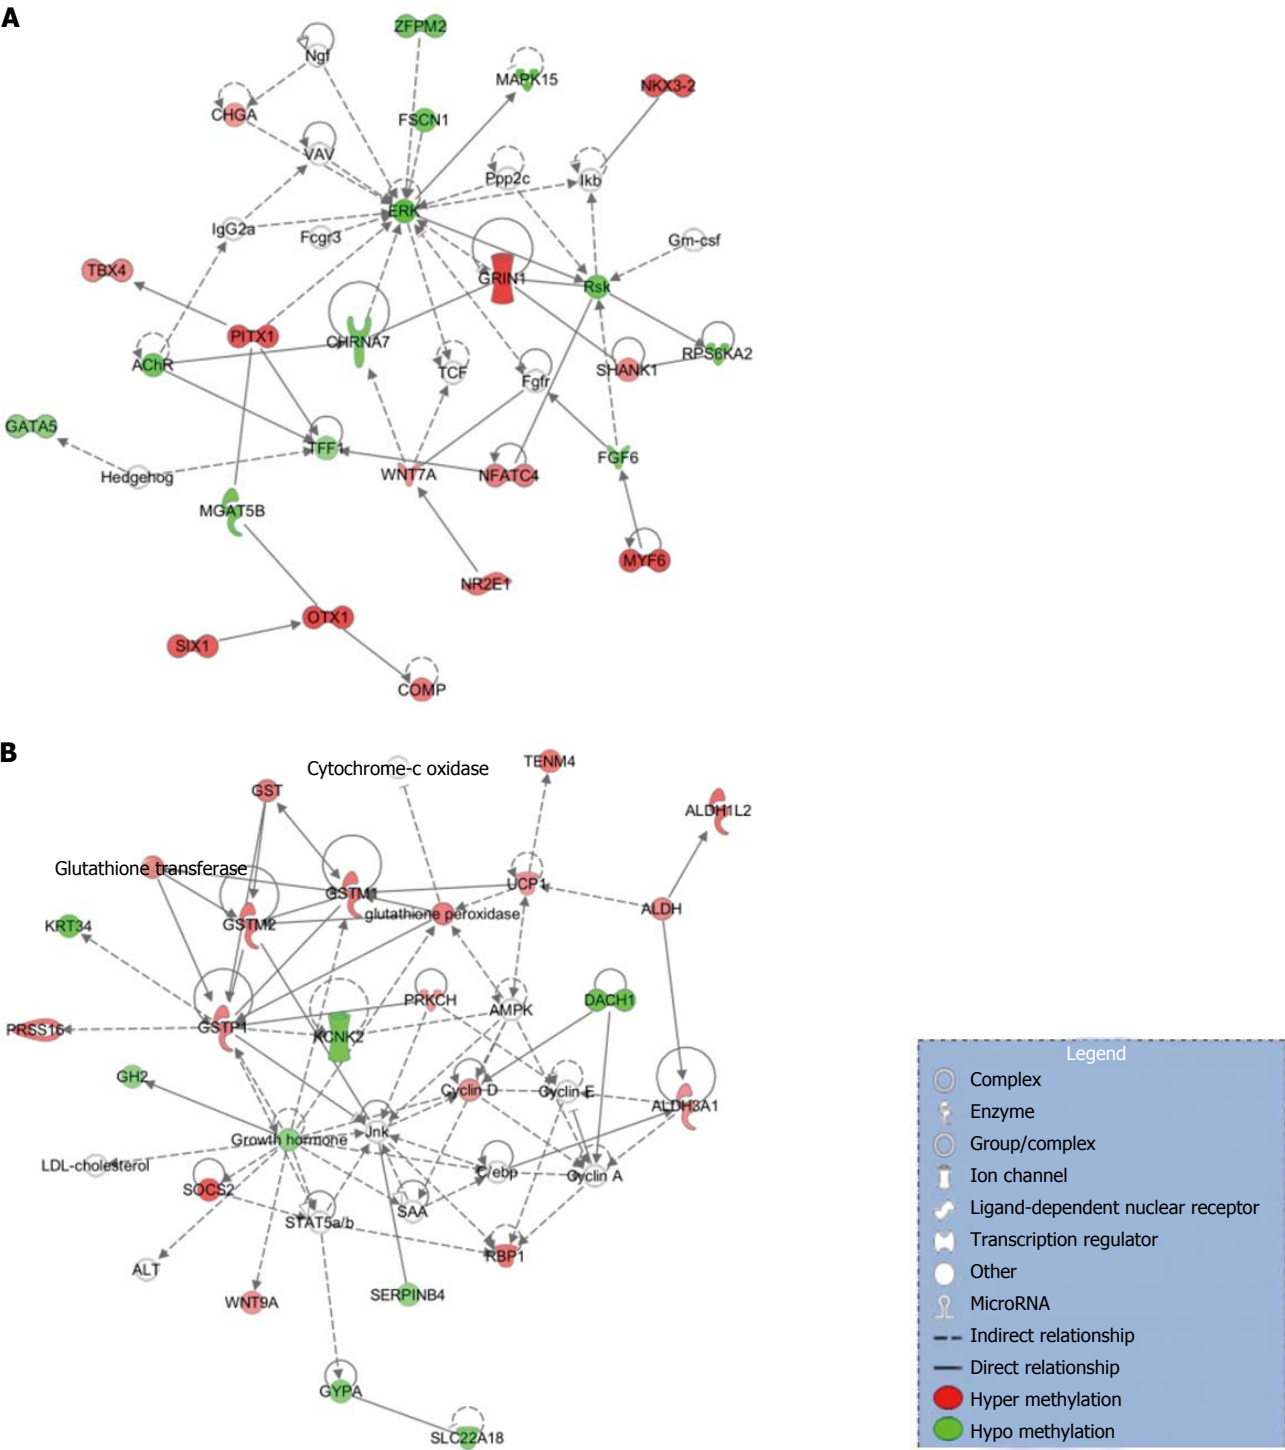 A
ZFPM2
Ngf
MAPK15
NKX3-2
CHGA
FSCN1
VAV
Ppp2c
Ikb
ERK
IgG2a
Fcgr3
Gm-csf
TBX4
GRIN1
Rsk
PITX1
CHRNA7
RPS6KA2
AChR
TCF
Fgfr
SHANK1
GATA5
TFF1
Hedgehog
WNT7A
NFATC4
FGF6
MGAT5B
MYF6
NR2E1
OTX1
SIX1
COMP
B
Cytochrome-c oxidase
TENM4
GST
ALDH1L2
Glutathione transferase
GSTM1
UCP1
KRT34
GSTM2
glutathione peroxidase
ALDH
PRKCH
AMPK
DACH1
PRSS16
GSTP1
KCNK2
GH2
Cyclin D
Cyclin E
ALDH3A1
Growth hormone
Jnk
LDL-cholesterol
C/ebp
Cyclin A
SOCS2
STAT5a/b
SAA
RBP1
ALT
WNT9A
SERPINB4
GYPA
SLC22A18
Legend
Complex
Enzyme
Group/complex
Ion channel
Ligand-dependent nuclear receptor
Transcription regulator
Other
MicroRNA
Indirect relationship
Direct relationship
Hyper methylation
Hypo methylation